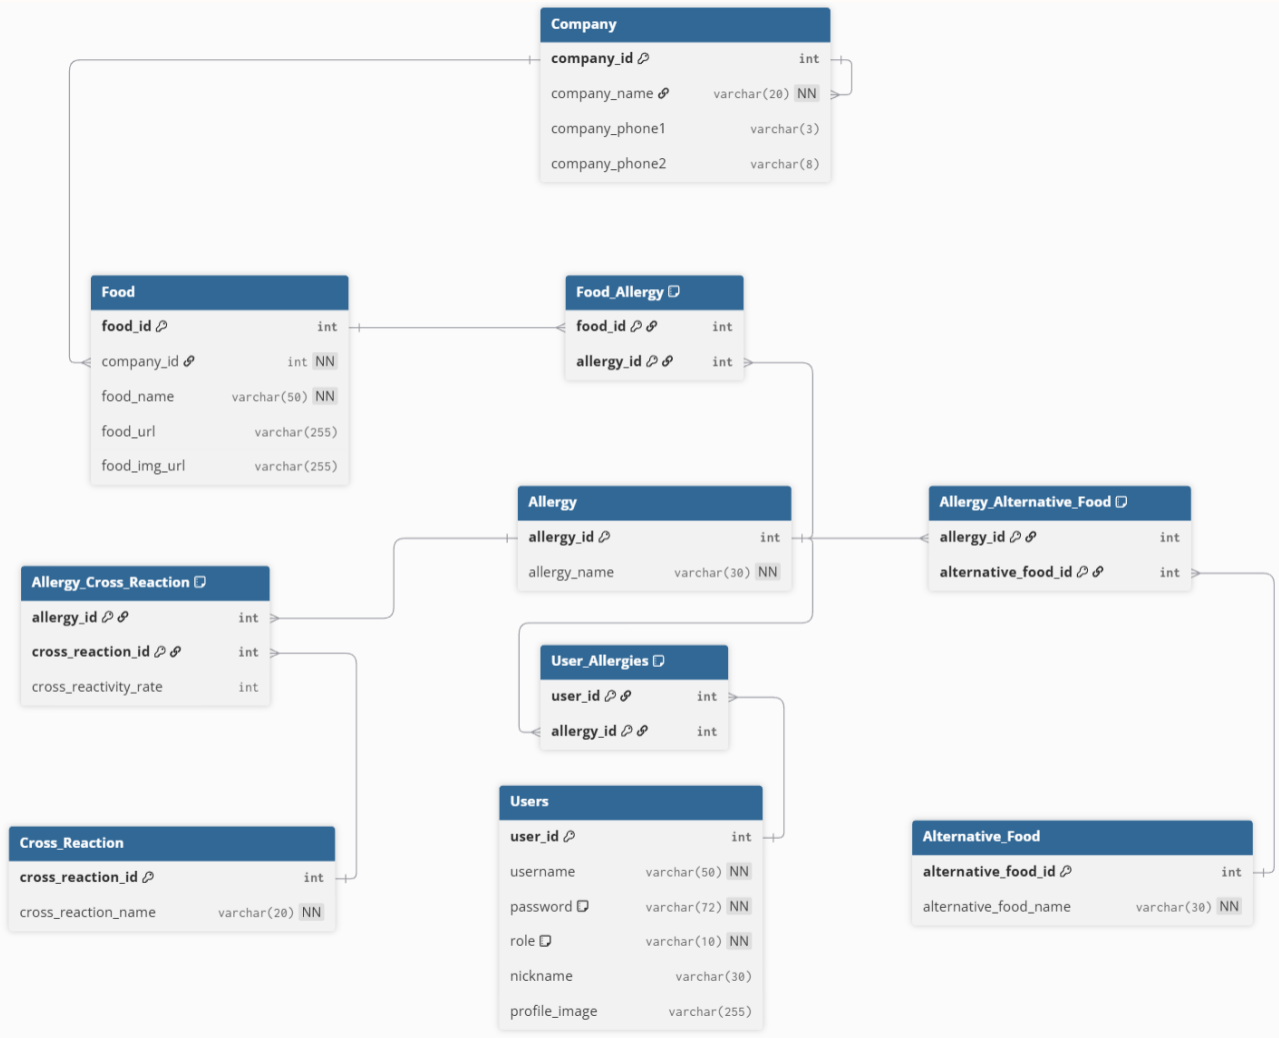 Company
company_id int
company_name varchar(20) NN
company_phone1 varchar(3)
company_phone2 varchar(8)
Food
food_id int
company_id int NN
food_name varchar(50) NN
food_url varchar(255)
food_img_url varchar(255)
Food_Allergy
food_id int
allergy_id int
Allergy
allergy_id int
allergy_name varchar(30) NN
Allergy_Alternative_Food
allergy_id int
alternative_food_id int
Allergy_Cross_Reaction
allergy_id int
cross_reaction_id int
cross_reactivity_rate int
User_Allergies
user_id int
allergy_id int
Users
user_id int
username varchar(50) NN
password varchar(72) NN
role varchar(10) NN
nickname varchar(30)
profile_image varchar(255)
Cross_Reaction
cross_reaction_id int
cross_reaction_name varchar(20) NN
Alternative_Food
alternative_food_id int
alternative_food_name varchar(30) NN